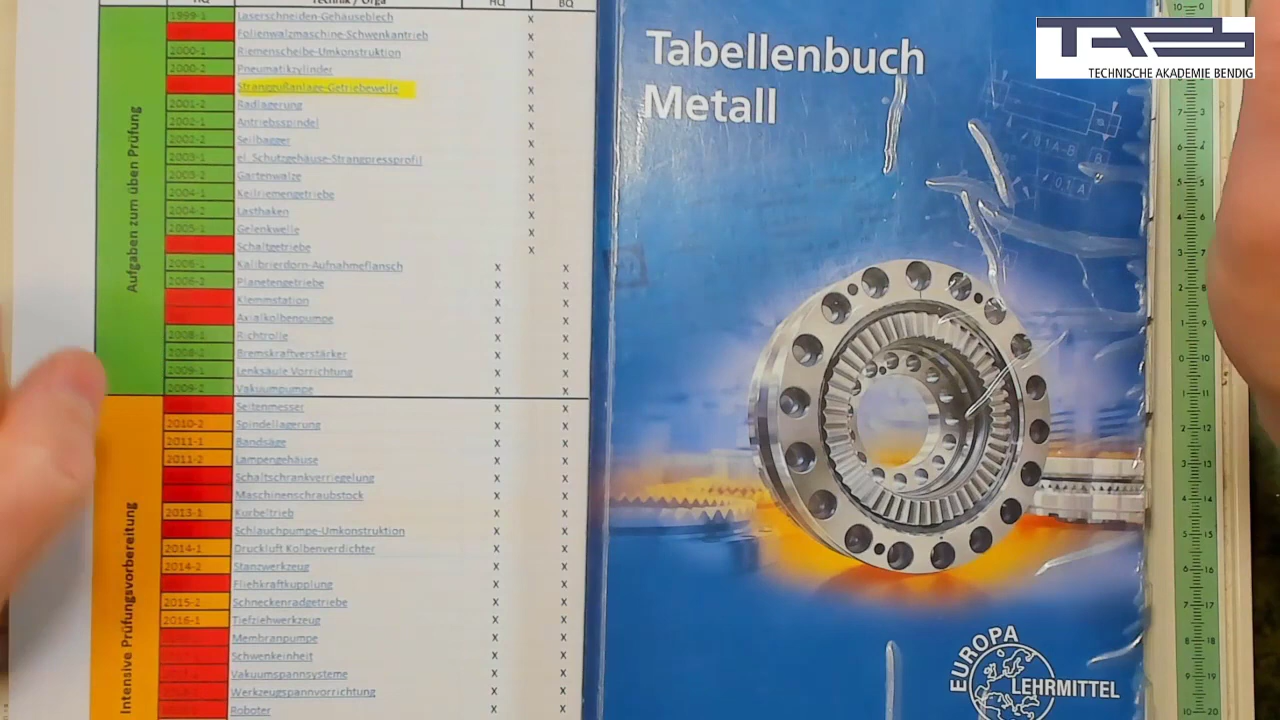 HQ Technik / Orga HQ BQ
1999-1 Laserschneiden-Gehäuseblech x
Folienwalzmaschine-Schwenkantrieb x
2000-1 Riemenscheibe-Umkonstruktion x
2000-2 Pneumatikzylinder x
Stranggußanlage-Getriebewelle x
2001-2 Radlagerung x
2002-1 Antriebsspindel x
2002-2 Seilbagger x
2003-1 el. Schutzgehäuse-Strangpressprofil x
2003-2 Gartenwalze x
2004-1 Keilriemengetriebe x
2004-2 Lasthaken x
2005-1 Gelenkwelle x
Schaltgetriebe x
2006-1 Kalibrierdorn-Aufnahmeflansch x x
2006-2 Planetengetriebe x x
Klemmstation x x
Axialkolbenpumpe x x
2008-1 Richtrolle x x
2008-2 Bremskraftverstärker x x
2009-1 Lenksäule Vorrichtung x x
2009-2 Vakuumpumpe x x
Aufgaben zum üben Prüfung
Seitenmesser x x
2010-2 Spindellagerung x x
2011-1 Bandsäge x x
2011-2 Lampengehäuse x x
Schaltschrankverriegelung x x
Maschinenschraubstock x x
2013-1 Kurbeltrieb x x
Schlauchpumpe-Umkonstruktion x x
2014-1 Druckluft Kolbenverdichter x x
2014-2 Stanzwerkzeug x x
Fliehkraftkupplung x x
2015-2 Schneckenradgetriebe x x
2016-1 Tiefziehwerkzeug x x
Membranpumpe x x
Schwenkeinheit x x
Vakuumspannsysteme x x
Werkzeugspannvorrichtung x x
Roboter x x
Intensive Prüfungsvorbereitung
Tabellenbuch
Metall
EUROPA
LEHRMITTEL
TAB
TECHNISCHE AKADEMIE BENDIG